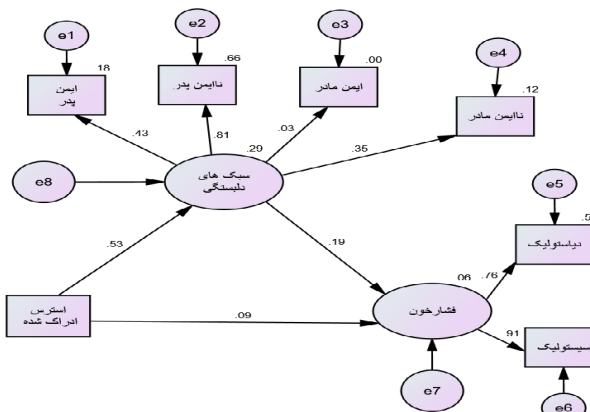 e1
e2
e3
e4
.18
.66
.00
.12
ایمن
پدر
ناایمن پدر
ایمن مادر
ناایمن مادر
.43
.81
.03
.35
.29
e8
سبک های
دلبستگی
e5
.5
دیاستولیک
.53
.19
.06
.76
استرس
ادراک شده
.09
فشارخون
.91
سیستولیک
e7
e6